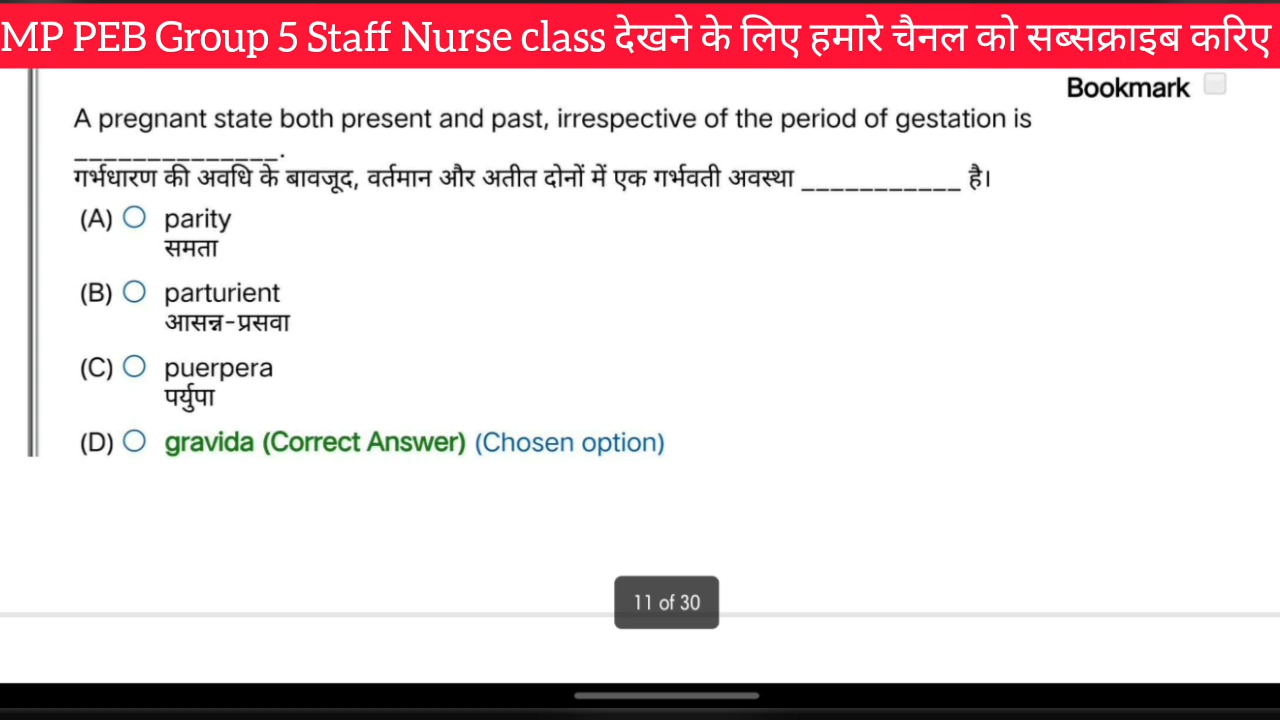 MP PEB Group 5 Staff Nurse class देखने के लिए हमारे चैनल को सब्सक्राइब करिए
Bookmark
A pregnant state both present and past, irrespective of the period of gestation is
______________.
गर्भधारण की अवधि के बावजूद, वर्तमान और अतीत दोनों में एक गर्भवती अवस्था ___________ है।
(A) parity
समता
(B) parturient
आसन्न-प्रसवा
(C) puerpera
पर्युपा
(D) gravida (Correct Answer) (Chosen option)
11 of 30